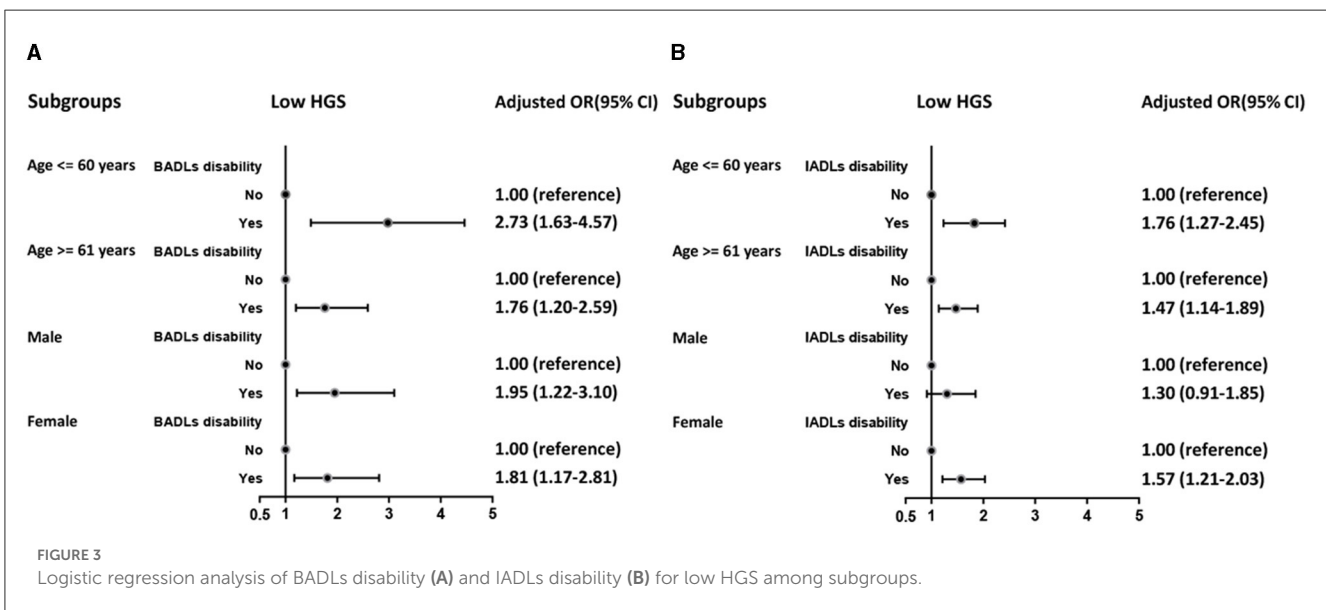 A
Subgroups Low HGS Adjusted OR(95% CI)
Age <= 60 years BADLs disability
No 1.00 (reference)
Yes 2.73 (1.63-4.57)
Age >= 61 years BADLs disability
No 1.00 (reference)
Yes 1.76 (1.20-2.59)
Male BADLs disability
No 1.00 (reference)
Yes 1.95 (1.22-3.10)
Female BADLs disability
No 1.00 (reference)
Yes 1.81 (1.17-2.81)
0.5 1 2 3 4 5
B
Subgroups Low HGS Adjusted OR(95% CI)
Age <= 60 years IADLs disability
No 1.00 (reference)
Yes 1.76 (1.27-2.45)
Age >= 61 years IADLs disability
No 1.00 (reference)
Yes 1.47 (1.14-1.89)
Male IADLs disability
No 1.00 (reference)
Yes 1.30 (0.91-1.85)
Female IADLs disability
No 1.00 (reference)
Yes 1.57 (1.21-2.03)
0.5 1 2 3 4 5
FIGURE 3
Logistic regression analysis of BADLs disability (A) and IADLs disability (B) for low HGS among subgroups.